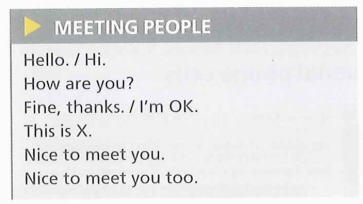 MEETING PEOPLE
Hello. / Hi.
How are you?
Fine, thanks. / I'm OK.
This is X.
Nice to meet you.
Nice to meet you too.